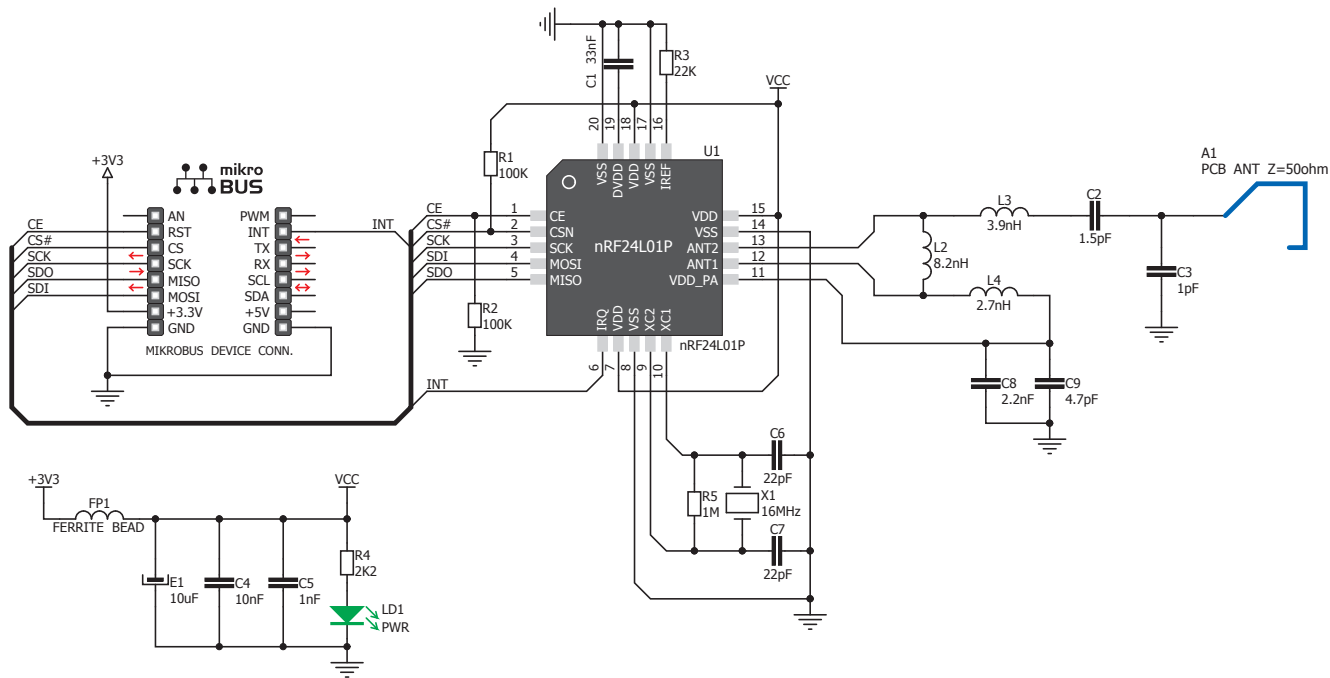 C1 33nF
R3
22K
VCC
20
19
18
17
16
VSS
DVDD
VDD
VSS
IREF
U1
R1
100K
+3V3
mikro
BUS
A1
PCB ANT Z=50ohm
CE
CS#
SCK
SDO
SDI
AN
RST
CS
SCK
MISO
MOSI
+3.3V
GND
PWM
INT
TX
RX
SCL
SDA
+5V
GND
INT
MIKROBUS DEVICE CONN.
CE
CS#
SCK
SDI
SDO
1
2
3
4
5
CE
CSN
SCK
MOSI
MISO
nRF24L01P
VDD
VSS
ANT2
ANT1
VDD_PA
15
14
13
12
11
L3
3.9nH
C2
1.5pF
L2
8.2nH
L4
2.7nH
C3
1pF
R2
100K
IRQ
VDD
VSS
XC2
XC1
nRF24L01P
6
7
8
9
10
INT
C8
2.2nF
C9
4.7pF
C6
22pF
R5
1M
X1
16MHz
C7
22pF
+3V3
FP1
FERRITE BEAD
VCC
E1
10uF
C4
10nF
C5
1nF
R4
2K2
LD1
PWR